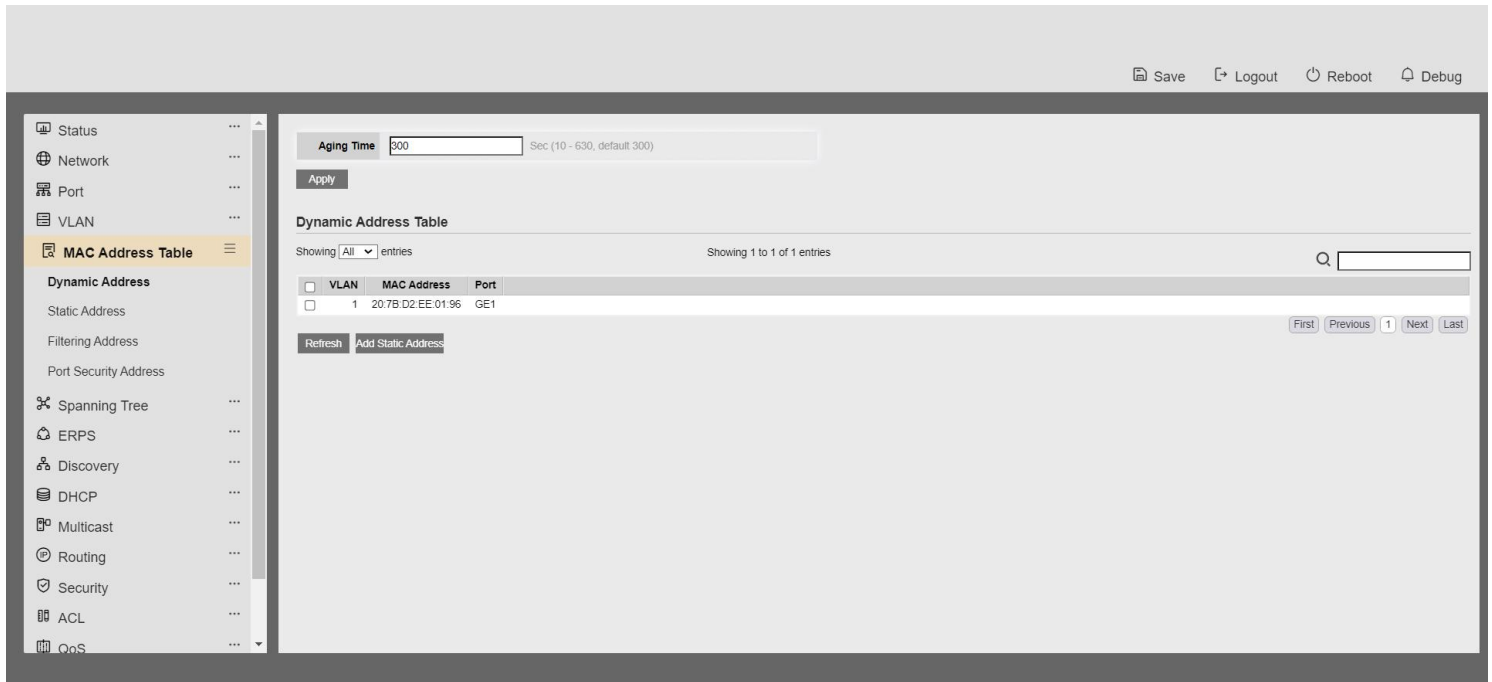 Save Logout Reboot Debug
Status
Network
Port
VLAN
MAC Address Table
Dynamic Address
Static Address
Filtering Address
Port Security Address
Spanning Tree
ERPS
Discovery
DHCP
Multicast
Routing
Security
ACL
QoS
Aging Time 300 Sec (10 - 630, default 300)
Apply
Dynamic Address Table
Showing All entries Showing 1 to 1 of 1 entries
VLAN MAC Address Port
1 20:7B:D2:EE:01:96 GE1
First Previous 1 Next Last
Refresh Add Static Address